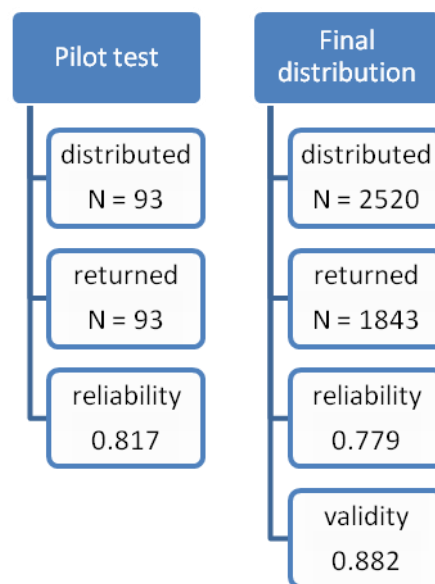 Pilot test
distributed
N = 93
returned
N = 93
reliability
0.817
Final
distribution
distributed
N = 2520
returned
N = 1843
reliability
0.779
validity
0.882